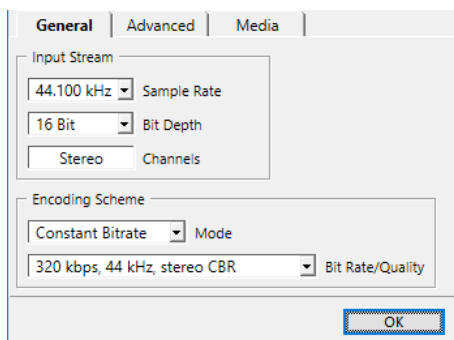 General Advanced Media
Input Stream
44.100 kHz Sample Rate
16 Bit Bit Depth
Stereo Channels
Encoding Scheme
Constant Bitrate Mode
320 kbps, 44 kHz, stereo CBR Bit Rate/Quality
OK